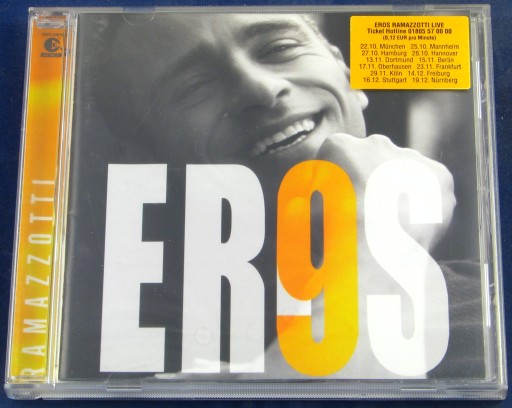 EROS RAMAZZOTTI LIVE
Ticket Hotline 01805 57 00 00
(0,12 EUR pro Minute)
22.10. München 25.10. Mannheim
27.10. Hamburg 28.10. Hannover
13.11. Dortmund 15.11. Berlin
17.11. Oberhausen 23.11. Frankfurt
29.11. Köln 14.12. Freiburg
16.12. Stuttgart 19.12. Nürnberg
RAMAZZOTTI
ER9S